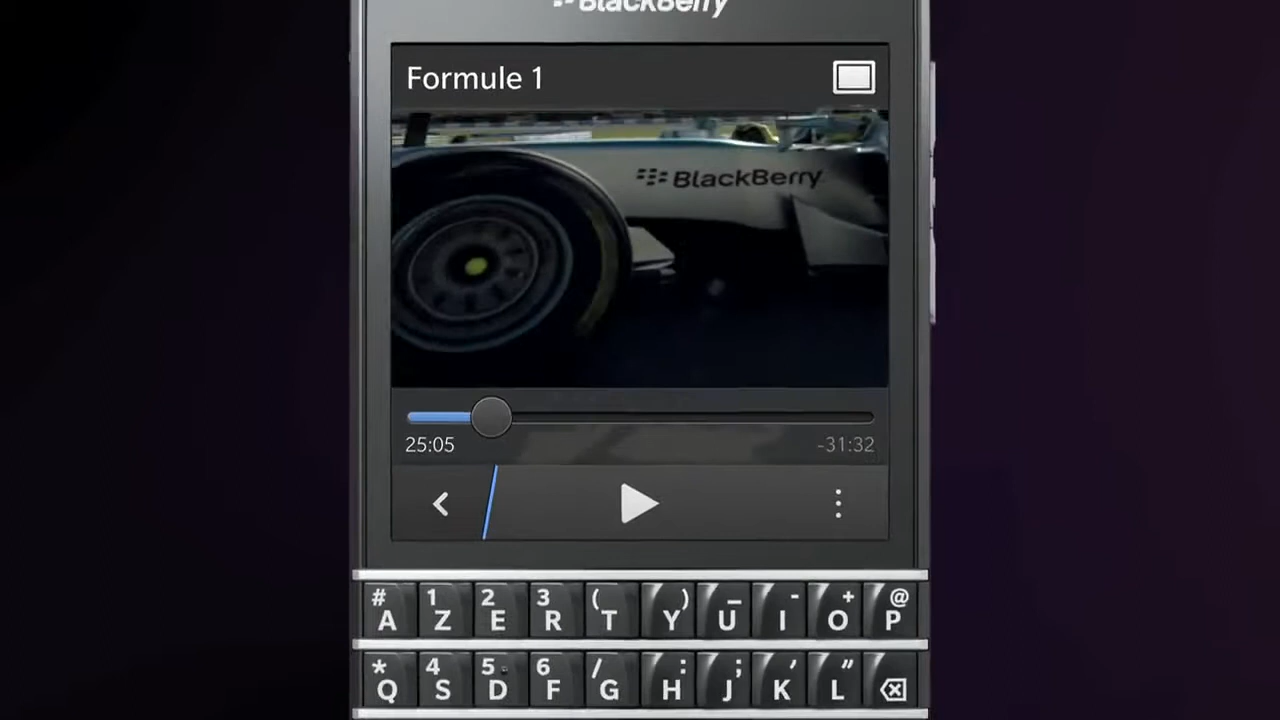 BlackBerry
Formule 1
BlackBerry
25:05 -31:32
# 1 2 3 ( ) _ - + @
A Z E R T Y U I O P
* 4 5 6 / : ; ' "
Q S D F G H J K L